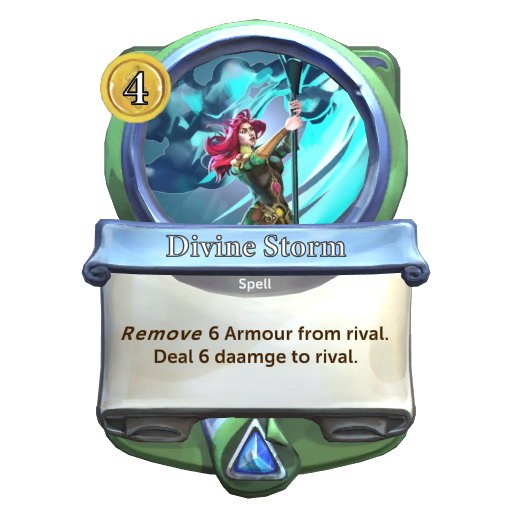 4
Divine Storm
Spell
Remove 6 Armour from rival.
Deal 6 daamge to rival.